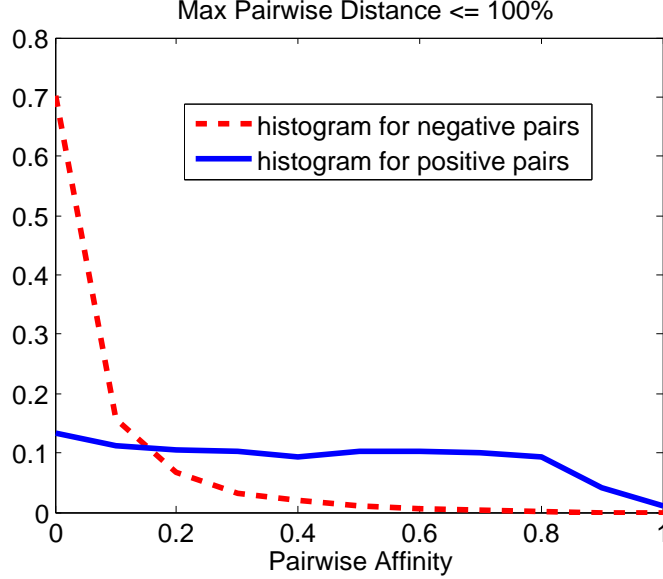 Max Pairwise Distance <= 100%
0.8
0.7
0.6
0.5
0.4
0.3
0.2
0.1
0
histogram for negative pairs
histogram for positive pairs
0 0.2 0.4 0.6 0.8 1
Pairwise Affinity